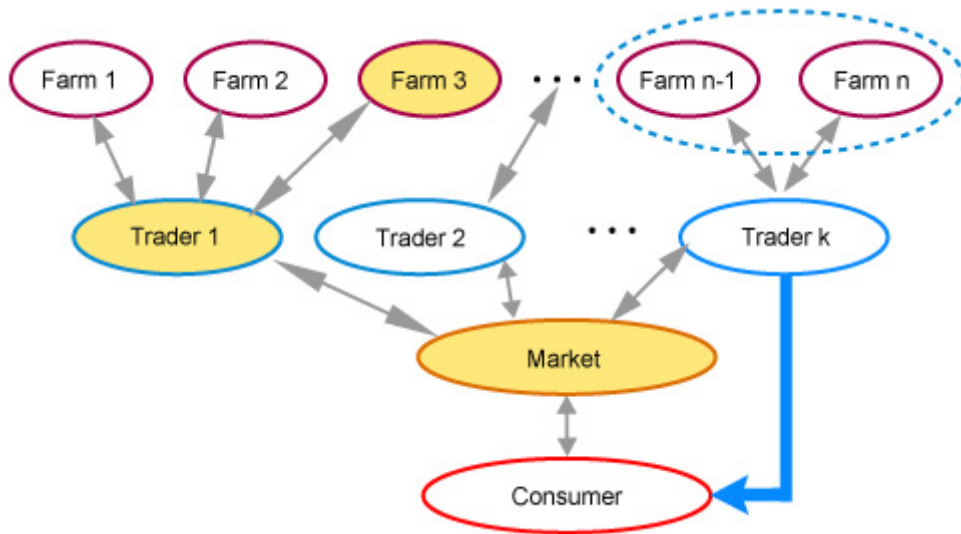 Farm 1
Farm 2
Farm 3
...
Farm n-1
Farm n
Trader 1
Trader 2
...
Trader k
Market
Consumer